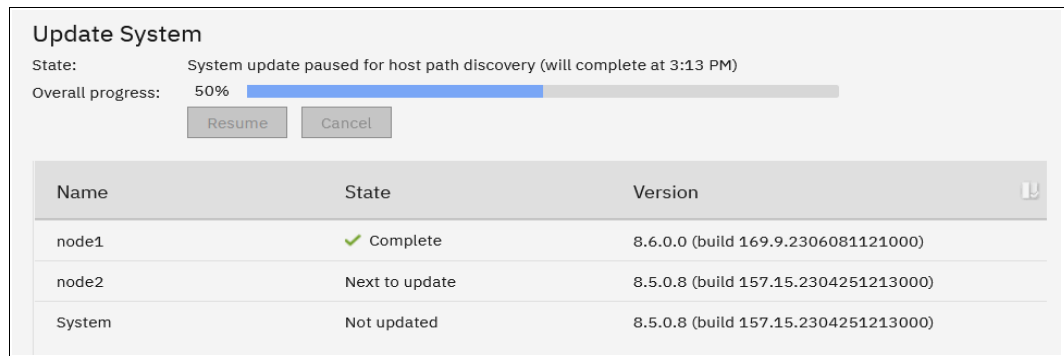 Update System
State: System update paused for host path discovery (will complete at 3:13 PM)
Overall progress: 50%
Resume Cancel
Name State Version
node1 Complete 8.6.0.0 (build 169.9.2306081121000)
node2 Next to update 8.5.0.8 (build 157.15.2304251213000)
System Not updated 8.5.0.8 (build 157.15.2304251213000)